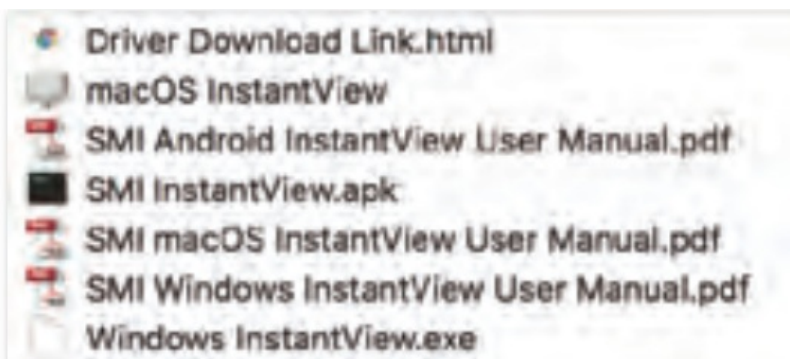 Driver Download Link.html
macOS InstantView
SMI Android InstantView User Manual.pdf
SMI InstantView.apk
SMI macOS InstantView User Manual.pdf
SMI Windows InstantView User Manual.pdf
Windows InstantView.exe